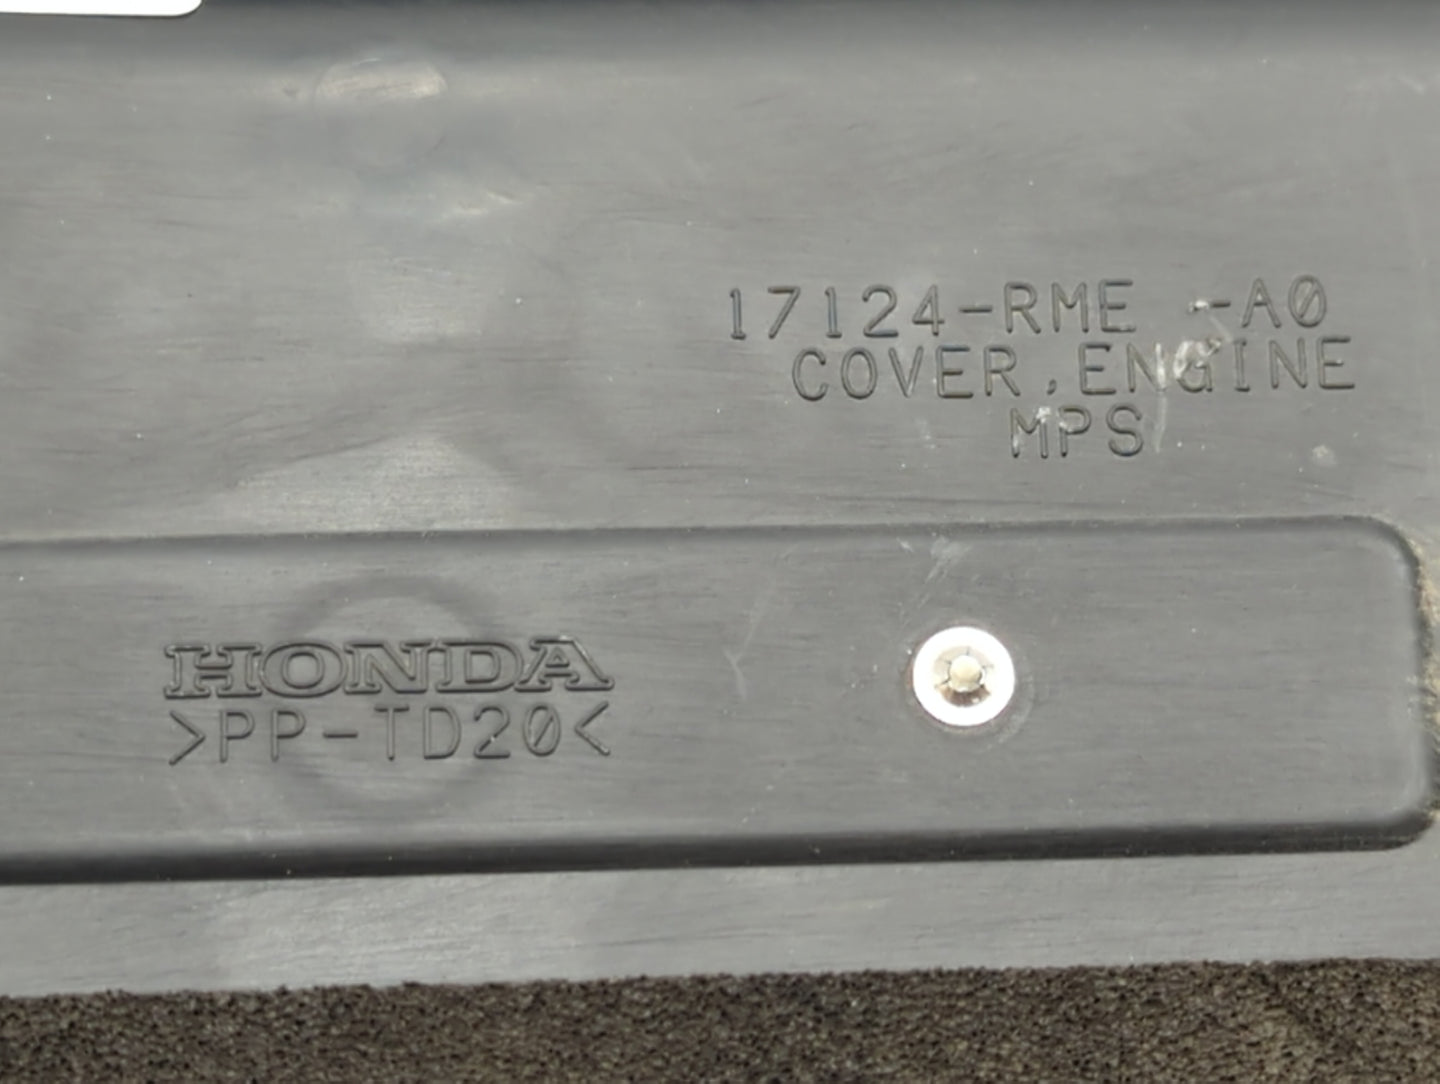 17124-RME -A0
COVER,ENGINE
MPS
HONDA
>PP-TD20<